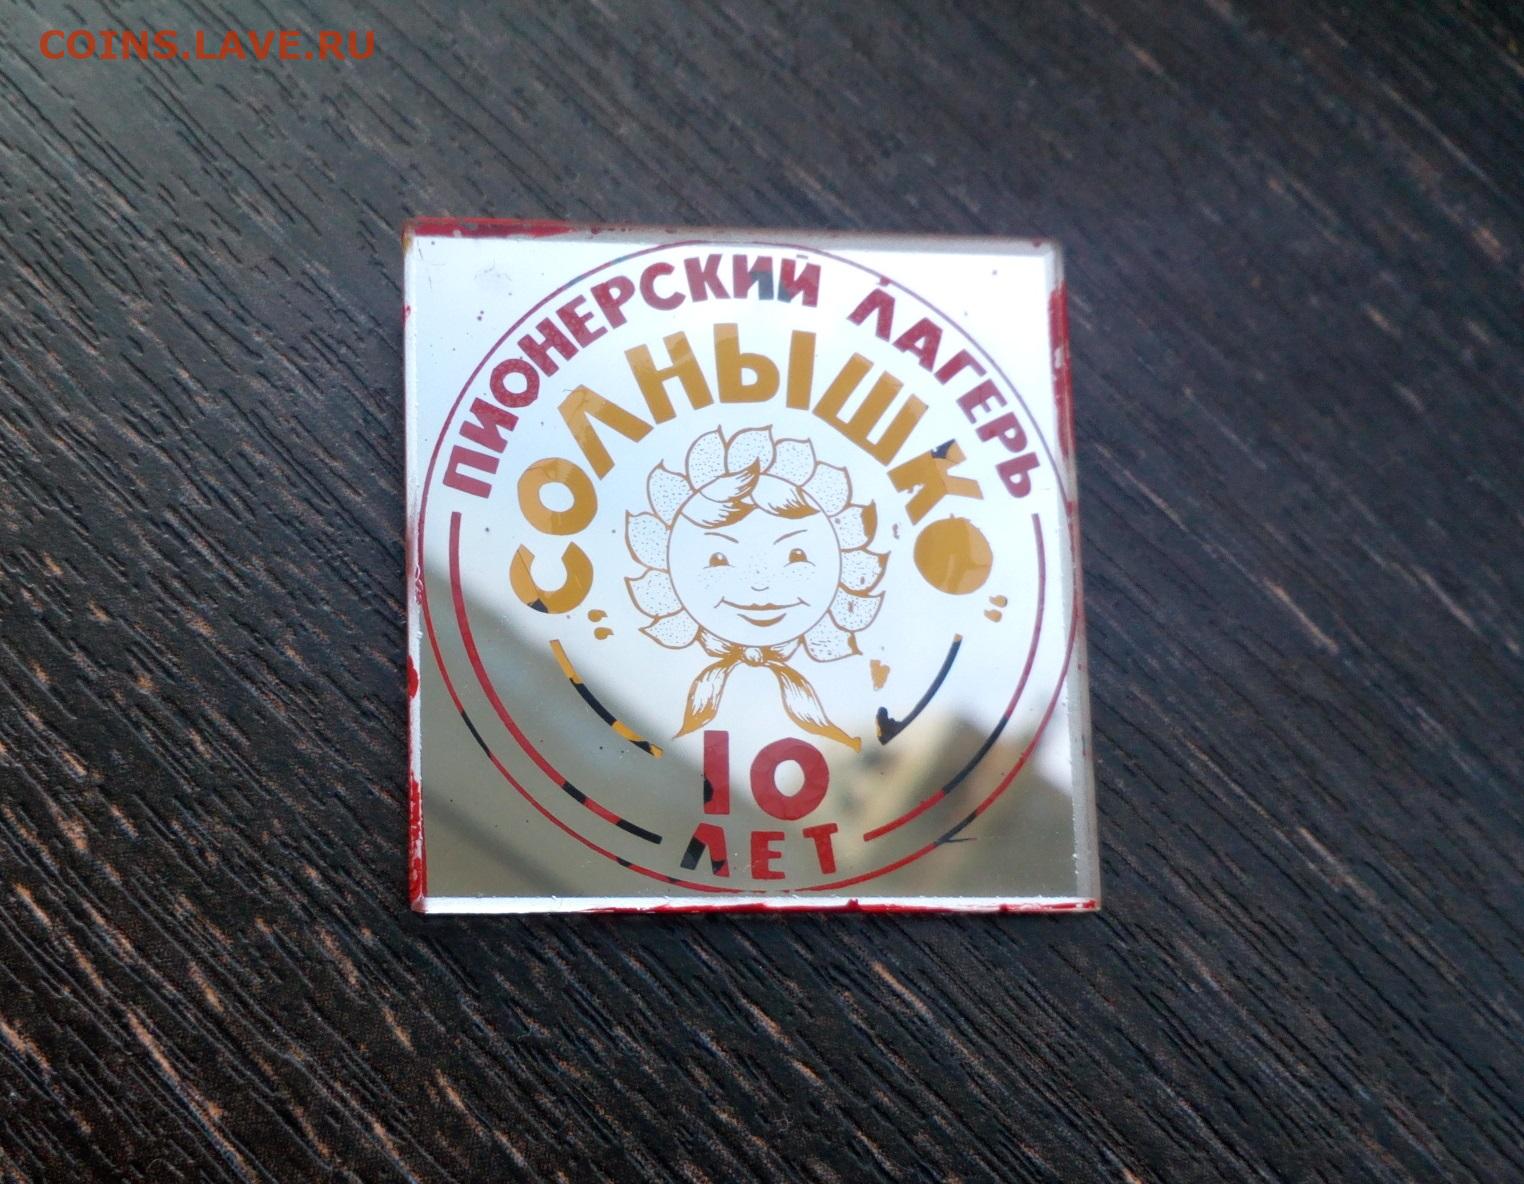 COINS.LAVE.RU
ПИОНЕРСКИЙ ЛАГЕРЬ
„СОЛНЫШКО”
10
ЛЕТ